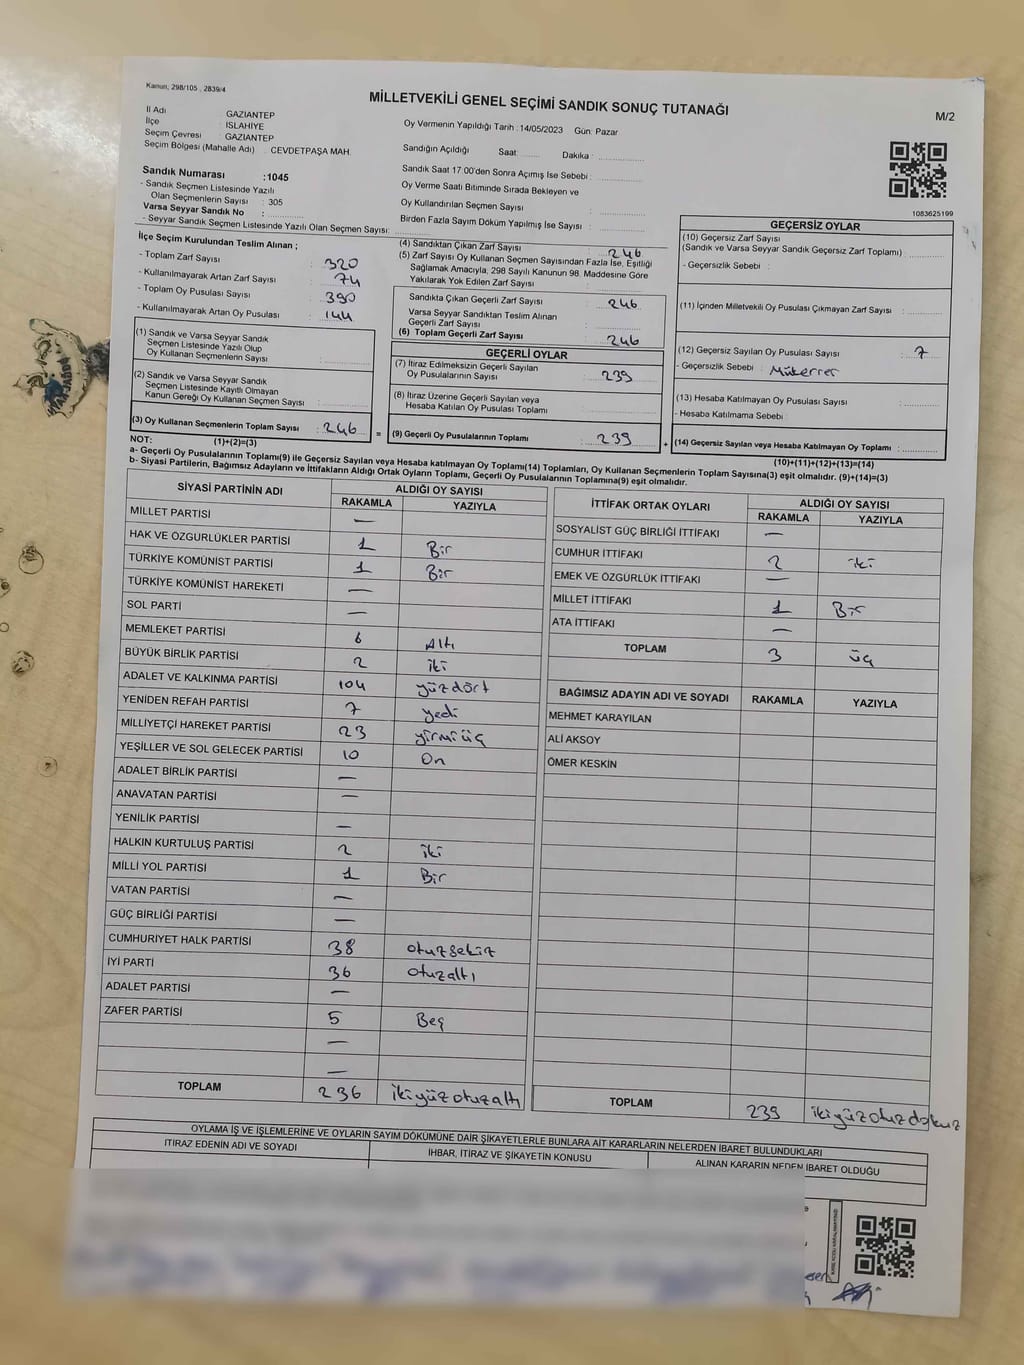 Kanun, 298/105 , 2839/4
MİLLETVEKİLİ GENEL SEÇİMİ SANDIK SONUÇ TUTANAĞI
M/2
İl Adı : GAZİANTEP
İlçe : İSLAHİYE
Seçim Çevresi : GAZİANTEP
Seçim Bölgesi (Mahalle Adı) : CEVDETPAŞA MAH.
Sandık Numarası :1045
- Sandık Seçmen Listesinde Yazılı
Olan Seçmenlerin Sayısı : 305
Varsa Seyyar Sandık No :
- Seyyar Sandık Seçmen Listesinde Yazılı Olan Seçmen Sayısı:
Oy Vermenin Yapıldığı Tarih :14/05/2023 Gün: Pazar
Sandığın Açıldığı Saat: Dakika :
Sandık Saat 17:00'den Sonra Açımış İse Sebebi :
Oy Verme Saati Bitiminde Sırada Bekleyen ve
Oy Kullandırılan Seçmen Sayısı :
Birden Fazla Sayım Döküm Yapılmış İse Sayısı :
1083625199
İlçe Seçim Kurulundan Teslim Alınan ;
- Toplam Zarf Sayısı : 320
- Kullanılmayarak Artan Zarf Sayısı : 74
- Toplam Oy Pusulası Sayısı : 390
- Kullanılmayarak Artan Oy Pusulası : 144
(1) Sandık ve Varsa Seyyar Sandık
Seçmen Listesinde Yazılı Olup
Oy Kullanan Seçmenlerin Sayısı :
(2) Sandık ve Varsa Seyyar Sandık
Seçmen Listesinde Kayıtlı Olmayan
Kanun Gereği Oy Kullanan Seçmen Sayısı :
(3) Oy Kullanan Seçmenlerin Toplam Sayısı : 246
(1)+(2)=(3)
(4) Sandıktan Çıkan Zarf Sayısı : 246
(5) Zarf Sayısı Oy Kullanan Seçmen Sayısından Fazla İse, Eşitliği
Sağlamak Amacıyla, 298 Sayılı Kanunun 98. Maddesine Göre
Yakılarak Yok Edilen Zarf Sayısı :
Sandıkta Çıkan Geçerli Zarf Sayısı : 246
Varsa Seyyar Sandıktan Teslim Alınan
Geçerli Zarf Sayısı :
(6) Toplam Geçerli Zarf Sayısı : 246
GEÇERLİ OYLAR
(7) İtiraz Edilmeksizin Geçerli Sayılan
Oy Pusulalarının Sayısı : 239
(8) İtiraz Üzerine Geçerli Sayılan veya
Hesaba Katılan Oy Pusulası Toplamı :
= (9) Geçerli Oy Pusulalarının Toplamı : 239 +
GEÇERSİZ OYLAR
(10) Geçersiz Zarf Sayısı
(Sandık ve Varsa Seyyar Sandık Geçersiz Zarf Toplamı) :
- Geçersizlik Sebebi :
(11) İçinden Milletvekili Oy Pusulası Çıkmayan Zarf Sayısı :
(12) Geçersiz Sayılan Oy Pusulası Sayısı : 7
- Geçersizlik Sebebi : Mükerrer
(13) Hesaba Katılmayan Oy Pusulası Sayısı :
- Hesaba Katılmama Sebebi :
(14) Geçersiz Sayılan veya Hesaba Katılmayan Oy Toplamı :
(10)+(11)+(12)+(13)=(14)
NOT:
a- Geçerli Oy Pusulalarının Toplamı(9) ile Geçersiz Sayılan veya Hesaba katılmayan Oy Toplamı(14) Toplamları, Oy Kullanan Seçmenlerin Toplam Sayısına(3) eşit olmalıdır. (9)+(14)=(3)
b- Siyasi Partilerin, Bağımsız Adayların ve İttifakların Aldığı Ortak Oyların Toplamı, Geçerli Oy Pusulalarının Toplamına(9) eşit olmalıdır.
SİYASİ PARTİNİN ADI ALDIĞI OY SAYISI
RAKAMLA YAZIYLA
MİLLET PARTİSİ —
HAK VE ÖZGÜRLÜKLER PARTİSİ 1 Bir
TÜRKİYE KOMÜNİST PARTİSİ 1 Bir
TÜRKİYE KOMÜNİST HAREKETİ —
SOL PARTİ —
MEMLEKET PARTİSİ 6 Altı
BÜYÜK BİRLİK PARTİSİ 2 iki
ADALET VE KALKINMA PARTİSİ 104 yüzdört
YENİDEN REFAH PARTİSİ 7 yedi
MİLLİYETÇİ HAREKET PARTİSİ 23 yirmiüç
YEŞİLLER VE SOL GELECEK PARTİSİ 10 On
ADALET BİRLİK PARTİSİ —
ANAVATAN PARTİSİ —
YENİLİK PARTİSİ —
HALKIN KURTULUŞ PARTİSİ 2 iki
MİLLİ YOL PARTİSİ 1 Bir
VATAN PARTİSİ —
GÜÇ BİRLİĞİ PARTİSİ —
CUMHURİYET HALK PARTİSİ 38 otuzsekiz
İYİ PARTİ 36 otuzaltı
ADALET PARTİSİ —
ZAFER PARTİSİ 5 Beş
—
—
TOPLAM 236 ikiyüzotuzaltı
İTTİFAK ORTAK OYLARI ALDIĞI OY SAYISI
RAKAMLA YAZIYLA
SOSYALİST GÜÇ BİRLİĞİ İTTİFAKI —
CUMHUR İTTİFAKI 2 iki
EMEK VE ÖZGÜRLÜK İTTİFAKI —
MİLLET İTTİFAKI 1 Bir
ATA İTTİFAKI —
TOPLAM 3 üç
BAĞIMSIZ ADAYIN ADI VE SOYADI RAKAMLA YAZIYLA
MEHMET KARAYILAN
ALİ AKSOY
ÖMER KESKİN
TOPLAM 239 ikiyüzotuzdokuz
OYLAMA İŞ VE İŞLEMLERİNE VE OYLARIN SAYIM DÖKÜMÜNE DAİR ŞİKAYETLERLE BUNLARA AİT KARARLARIN NELERDEN İBARET BULUNDUKLARI
İTİRAZ EDENİN ADI VE SOYADI İHBAR, İTİRAZ VE ŞİKAYETİN KONUSU ALINAN KARARIN NEDEN İBARET OLDUĞU